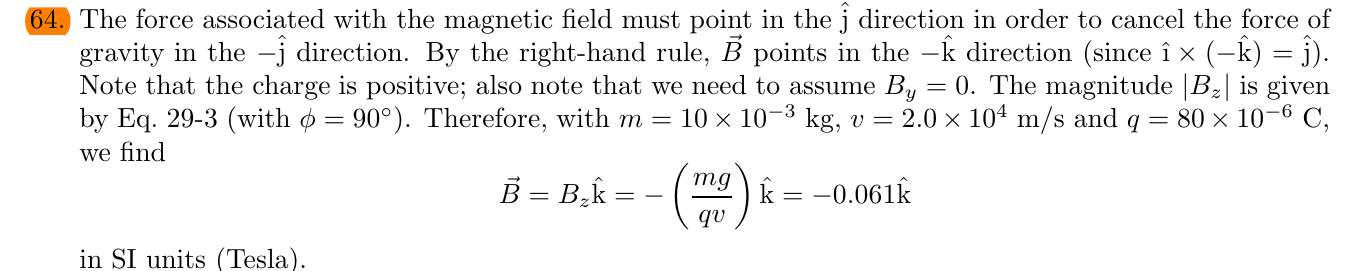 64. The force associated with the magnetic field must point in the ĵ direction in order to cancel the force of
gravity in the −ĵ direction. By the right-hand rule, B⃗ points in the −k̂ direction (since î × (−k̂) = ĵ).
Note that the charge is positive; also note that we need to assume B_y = 0. The magnitude |B_z| is given
by Eq. 29-3 (with ϕ = 90°). Therefore, with m = 10 × 10⁻³ kg, v = 2.0 × 10⁴ m/s and q = 80 × 10⁻⁶ C,
we find
B⃗ = B_z k̂ = − (mg/qv) k̂ = −0.061k̂
in SI units (Tesla).